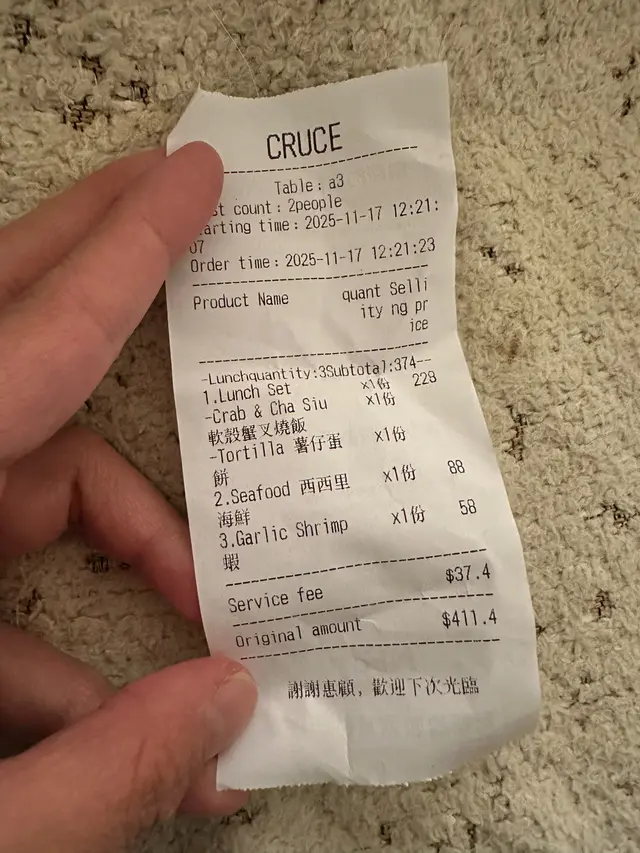 CRUCE
Table: a3
st count: 2people
arting time: 2025-11-17 12:21:
07
Order time: 2025-11-17 12:21:23
Product Name quant Selli
ity ng pr
ice
-Lunchquantity:3Subtotal:374--
1.Lunch Set x1份 228
-Crab & Cha Siu x1份
軟殼蟹叉燒飯
-Tortilla 薯仔蛋 x1份
餅
2.Seafood 西西里 x1份 88
海鮮
3.Garlic Shrimp x1份 58
蝦
Service fee $37.4
Original amount $411.4
謝謝惠顧，歡迎下次光臨